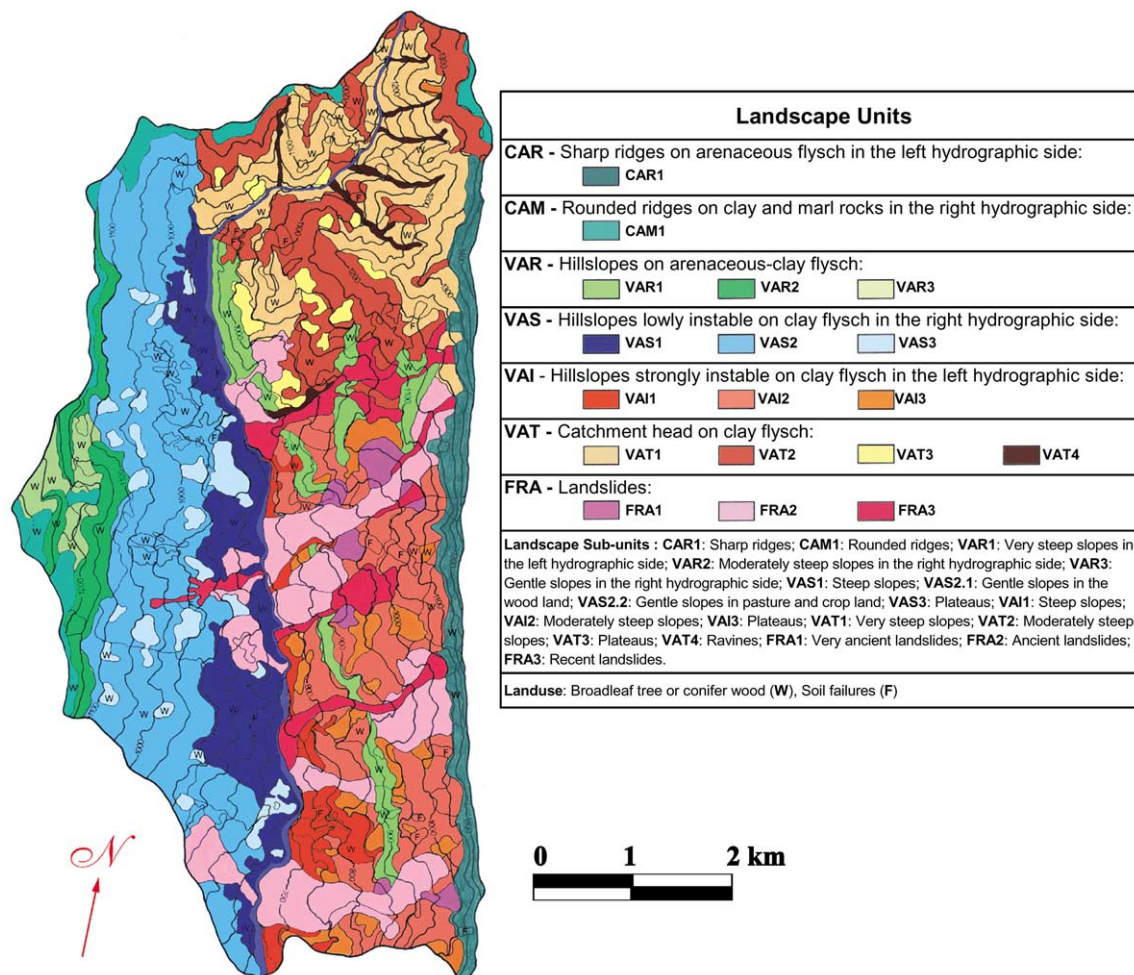 Landscape Units
CAR - Sharp ridges on arenaceous flysch in the left hydrographic side:
CAR1
CAM - Rounded ridges on clay and marl rocks in the right hydrographic side:
CAM1
VAR - Hillslopes on arenaceous-clay flysch:
VAR1 VAR2 VAR3
VAS - Hillslopes lowly instable on clay flysch in the right hydrographic side:
VAS1 VAS2 VAS3
VAI - Hillslopes strongly instable on clay flysch in the left hydrographic side:
VAI1 VAI2 VAI3
VAT - Catchment head on clay flysch:
VAT1 VAT2 VAT3 VAT4
FRA - Landslides:
FRA1 FRA2 FRA3
Landscape Sub-units : CAR1: Sharp ridges; CAM1: Rounded ridges; VAR1: Very steep slopes in
the left hydrographic side; VAR2: Moderately steep slopes in the right hydrographic side; VAR3:
Gentle slopes in the right hydrographic side; VAS1: Steep slopes; VAS2.1: Gentle slopes in the
wood land; VAS2.2: Gentle slopes in pasture and crop land; VAS3: Plateaus; VAI1: Steep slopes;
VAI2: Moderately steep slopes; VAI3: Plateaus; VAT1: Very steep slopes; VAT2: Moderately steep
slopes; VAT3: Plateaus; VAT4: Ravines; FRA1: Very ancient landslides; FRA2: Ancient landslides;
FRA3: Recent landslides.
Landuse: Broadleaf tree or conifer wood (W), Soil failures (F)
N
0 1 2 km